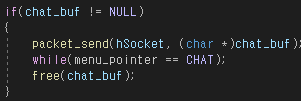 if(chat_buf != NULL)
{
packet_send(hSocket, (char *)chat_buf);
while(menu_pointer == CHAT);
free(chat_buf);
}